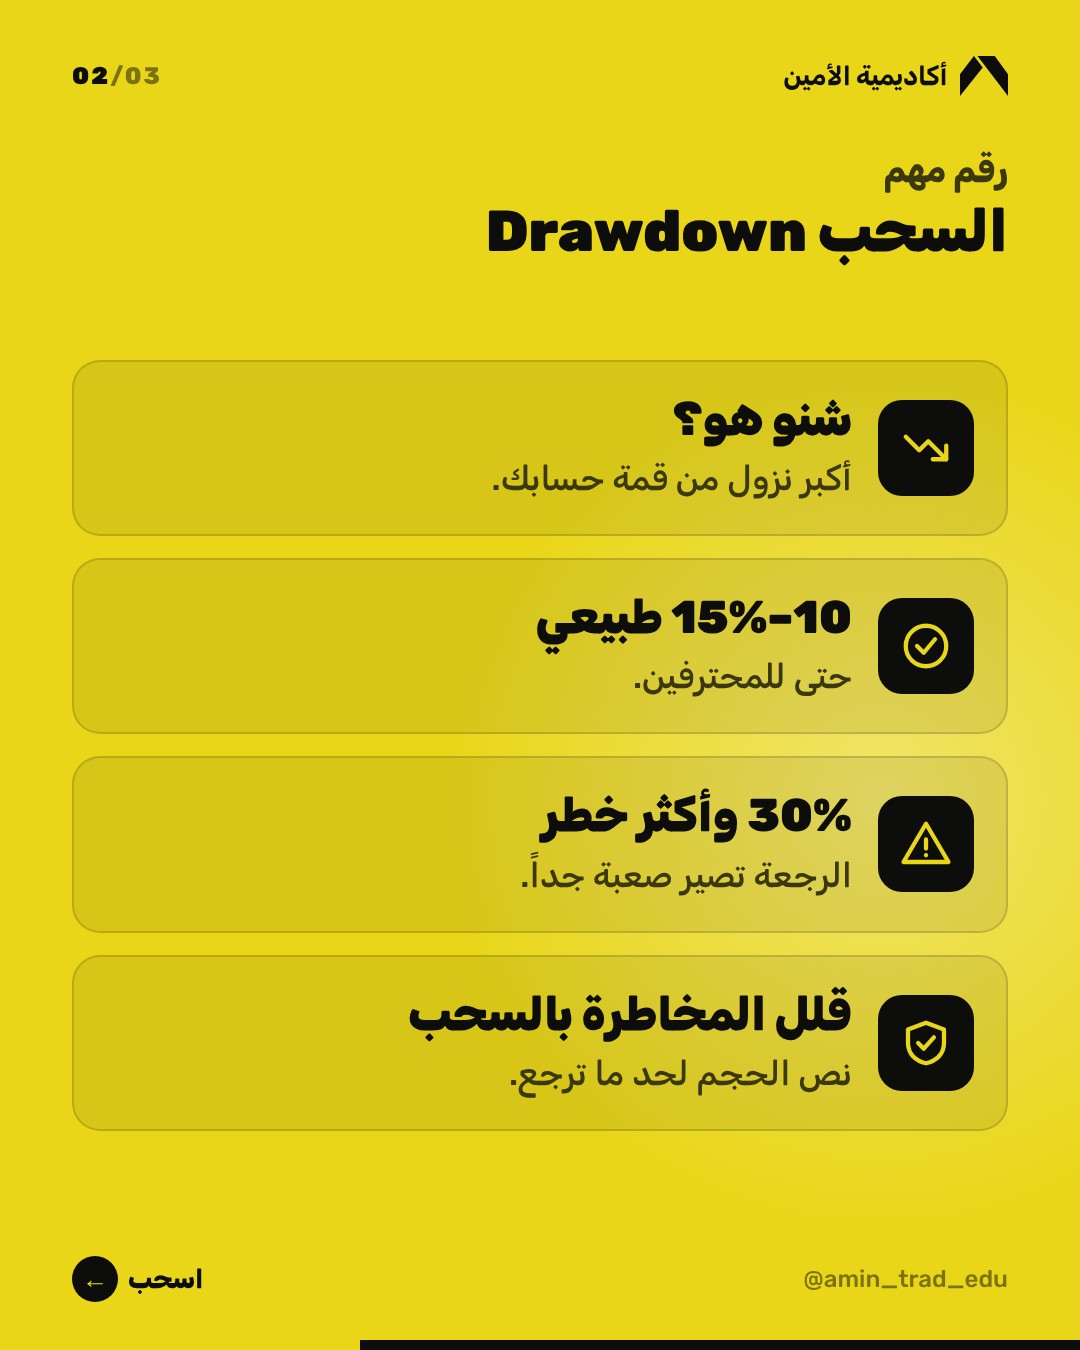 أكاديمية الأمين
02/03
رقم مهم
السحب Drawdown
شنو هو؟
أكبر نزول من قمة حسابك.
10–15% طبيعي
حتى للمحترفين.
30% وأكثر خطر
الرجعة تصير صعبة جداً.
قلل المخاطرة بالسحب
نص الحجم لحد ما ترجع.
@amin_trad_edu
اسحب ←